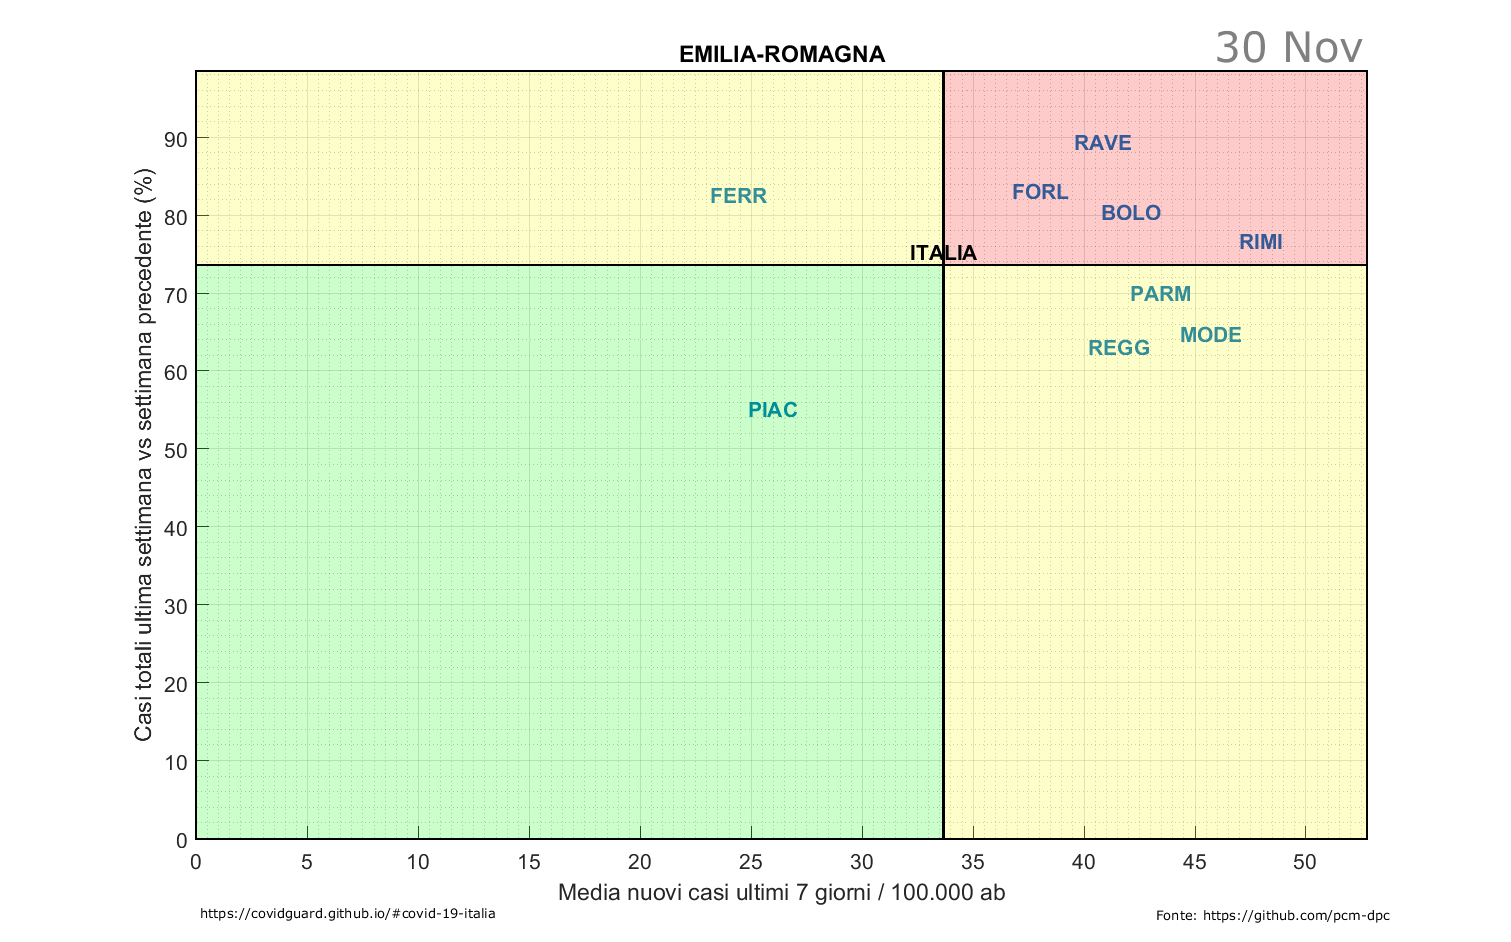 30 Nov
EMILIA-ROMAGNA
Casi totali ultima settimana vs settimana precedente (%)
90
80
70
60
50
40
30
20
10
0
RAVE
FORL
FERR
BOLO
RIMI
ITALIA
PARM
MODE
REGG
PIAC
0 5 10 15 20 25 30 35 40 45 50
Media nuovi casi ultimi 7 giorni / 100.000 ab
https://covidguard.github.io/#covid-19-italia
Fonte: https://github.com/pcm-dpc